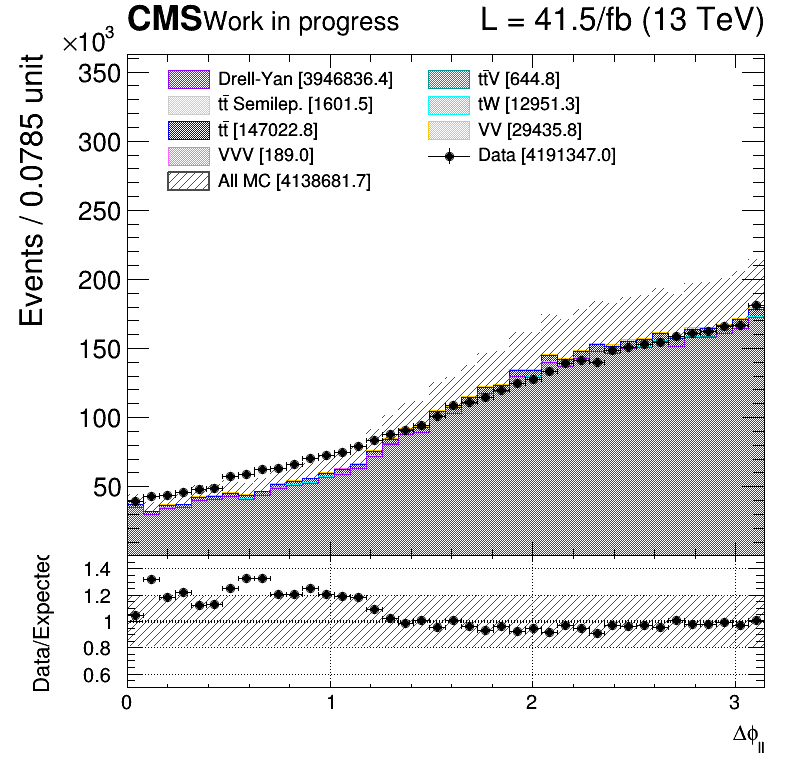 CMS Work in progress L = 41.5/fb (13 TeV)
×10³
Events / 0.0785 unit
350
300
250
200
150
100
50
Drell-Yan [3946836.4]
tt̄ Semilep. [1601.5]
tt̄ [147022.8]
VVV [189.0]
All MC [4138681.7]
tt̄V [644.8]
tW [12951.3]
VV [29435.8]
Data [4191347.0]
Data/Expected
1.4
1.2
1
0.8
0.6
0 1 2 3
Δϕ_ll